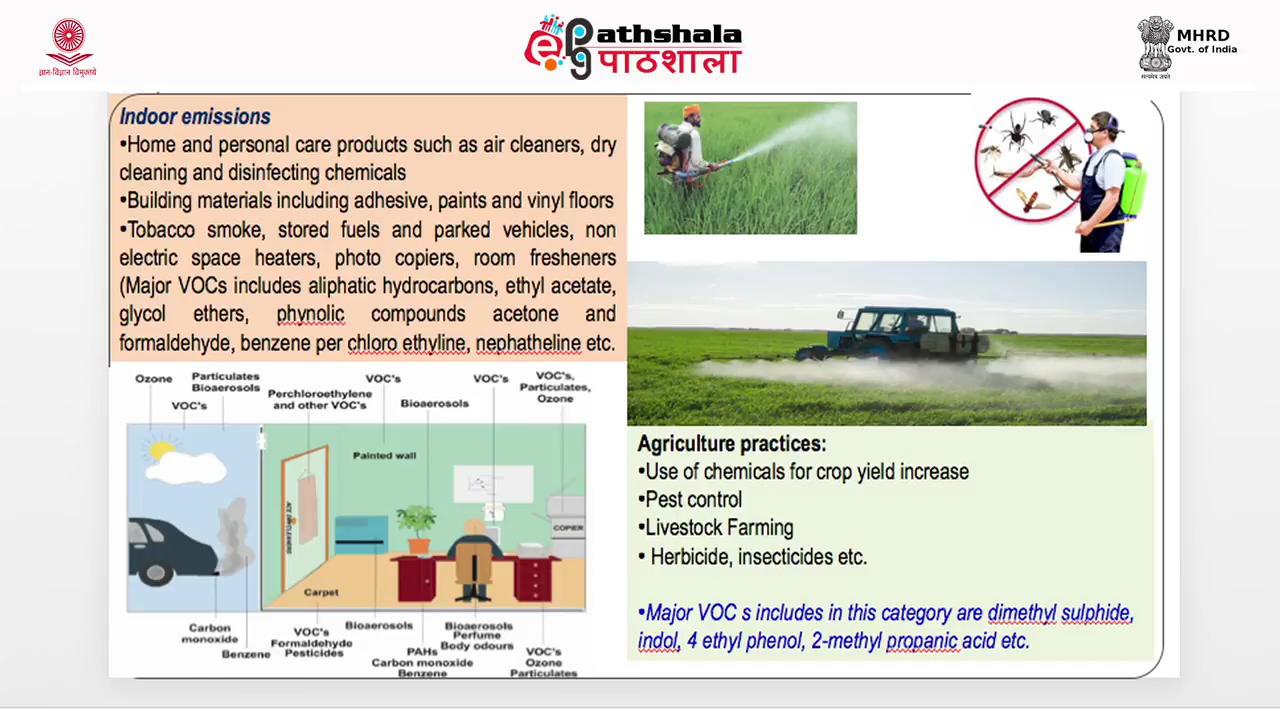 ज्ञान-विज्ञान विमुक्तये
ePathshala
पाठशाला
सत्यमेव जयते
MHRD
Govt. of India
Indoor emissions
•Home and personal care products such as air cleaners, dry
cleaning and disinfecting chemicals
•Building materials including adhesive, paints and vinyl floors
•Tobacco smoke, stored fuels and parked vehicles, non
electric space heaters, photo copiers, room fresheners
(Major VOCs includes aliphatic hydrocarbons, ethyl acetate,
glycol ethers, phynolic compounds acetone and
formaldehyde, benzene per chloro ethyline, nephatheline etc.
Ozone
Particulates
Bioaerosols
VOC's
Perchloroethylene
and other VOC's
VOC's
Bioaerosols
VOC's
VOC's,
Particulates,
Ozone
Painted wall
COPIER
Carpet
Carbon
monoxide
Benzene
VOC's
Formaldehyde
Pesticides
Bioaerosols
PAHs
Carbon monoxide
Benzene
Bioaerosols
Perfume
Body odours
VOC's
Ozone
Particulates
Agriculture practices:
•Use of chemicals for crop yield increase
•Pest control
•Livestock Farming
• Herbicide, insecticides etc.
•Major VOC s includes in this category are dimethyl sulphide,
indol, 4 ethyl phenol, 2-methyl propanic acid etc.